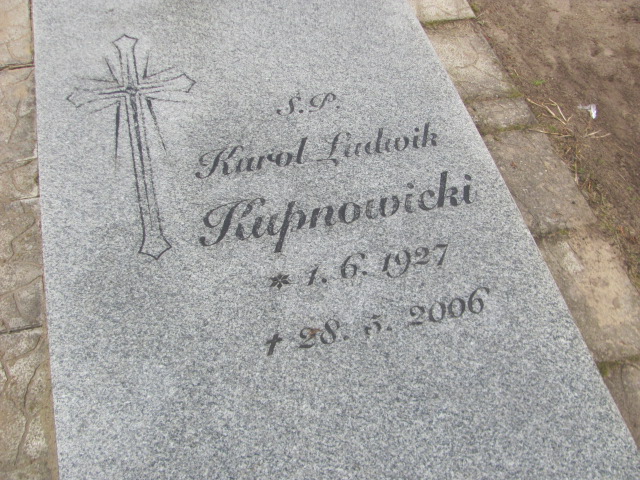 Ś.P.
Karol Ludwik
Kupnowicki
* 1. 6. 1927
✝ 28. 5. 2006